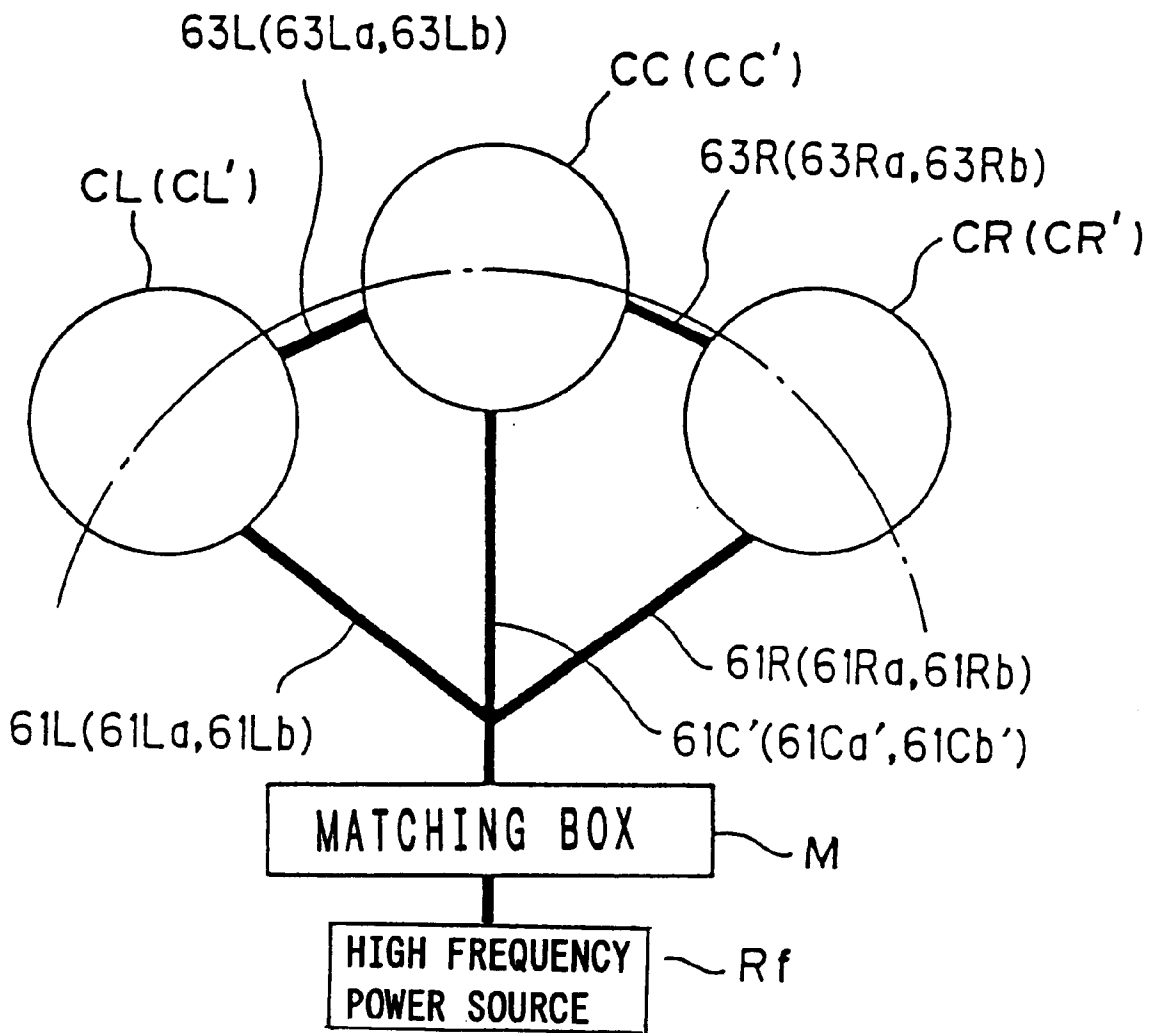 63L(63La,63Lb)
CC(CC')
63R(63Ra,63Rb)
CL(CL')
CR(CR')
61R(61Ra,61Rb)
61L(61La,61Lb)
61C'(61Ca',61Cb')
MATCHING BOX
M
HIGH FREQUENCY
POWER SOURCE
Rf